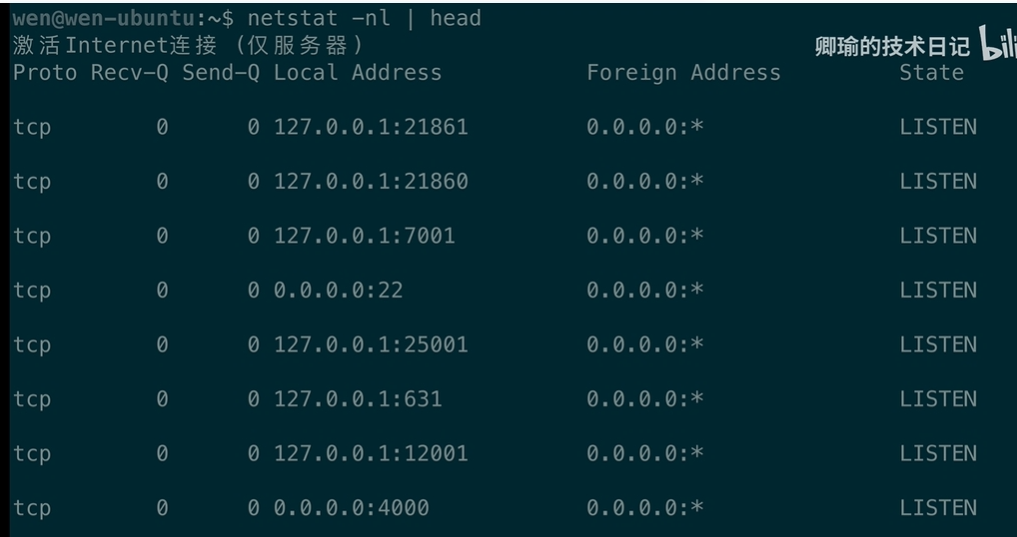 wen@wen-ubuntu:~$ netstat -nl | head
激活Internet连接 (仅服务器)
卿瑜的技术日记 bili
Proto Recv-Q Send-Q Local Address Foreign Address State
tcp 0 0 127.0.0.1:21861 0.0.0.0:* LISTEN
tcp 0 0 127.0.0.1:21860 0.0.0.0:* LISTEN
tcp 0 0 127.0.0.1:7001 0.0.0.0:* LISTEN
tcp 0 0 0.0.0.0:22 0.0.0.0:* LISTEN
tcp 0 0 127.0.0.1:25001 0.0.0.0:* LISTEN
tcp 0 0 127.0.0.1:631 0.0.0.0:* LISTEN
tcp 0 0 127.0.0.1:12001 0.0.0.0:* LISTEN
tcp 0 0 0.0.0.0:4000 0.0.0.0:* LISTEN